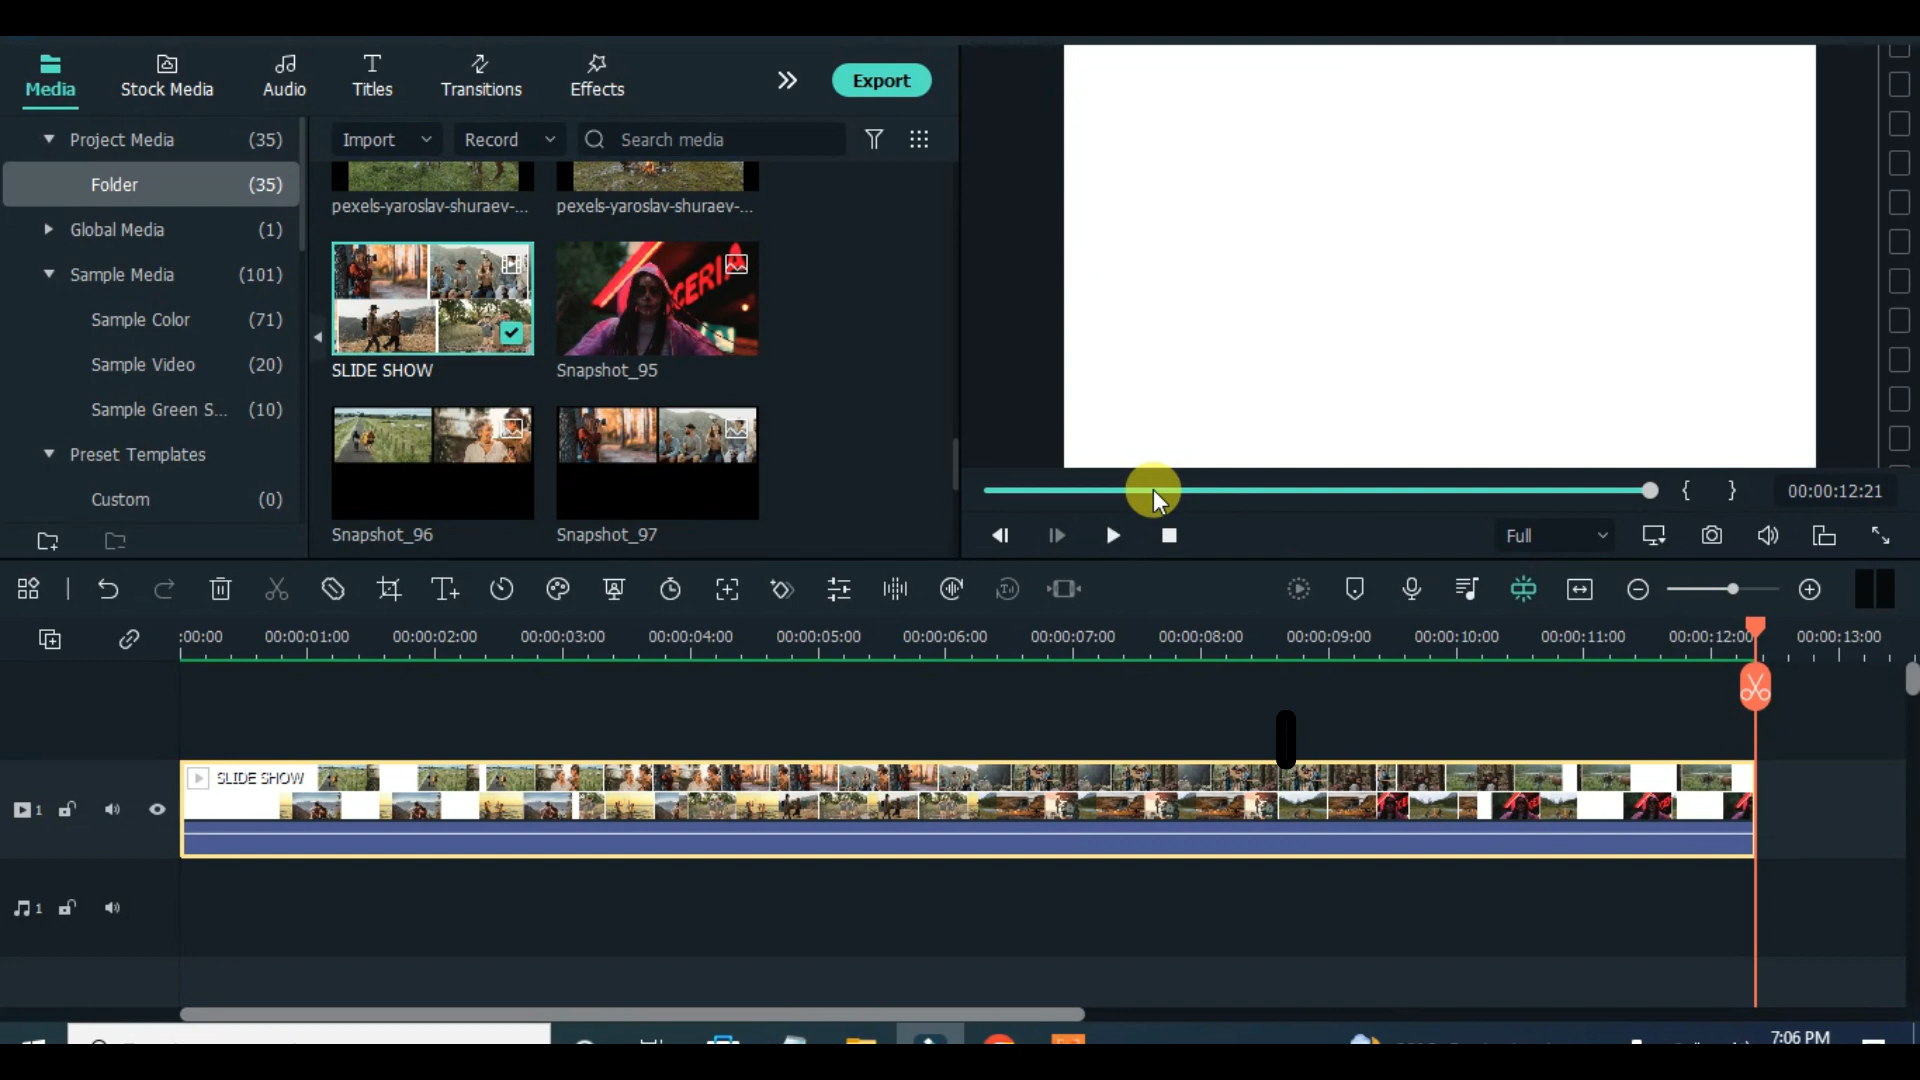 Media
Stock Media
Audio
Titles
Transitions
Effects
Export
Project Media (35)
Folder (35)
Global Media (1)
Sample Media (101)
Sample Color (71)
Sample Video (20)
Sample Green S... (10)
Preset Templates
Custom (0)
Import
Record
Search media
pexels-yaroslav-shuraev-...
pexels-yaroslav-shuraev-...
SLIDE SHOW
Snapshot_95
Snapshot_96
Snapshot_97
{ }
00:00:12:21
Full
:00:00 00:00:01:00 00:00:02:00 00:00:03:00 00:00:04:00 00:00:05:00 00:00:06:00 00:00:07:00 00:00:08:00 00:00:09:00 00:00:10:00 00:00:11:00 00:00:12:00 00:00:13:00
SLIDE SHOW
1
1
7:06 PM